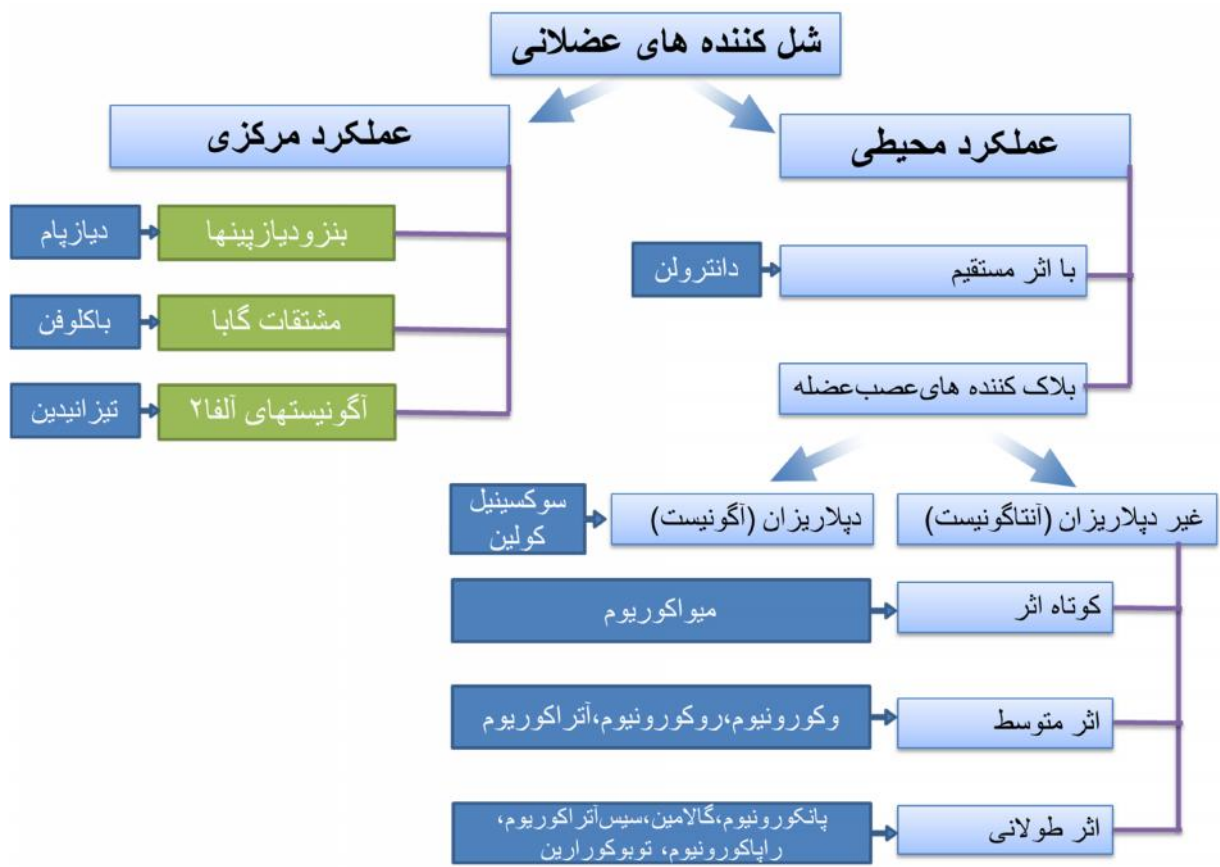 شل کننده های عضلانی
عملکرد محیطی
با اثر مستقیم
دانترولن
بلاک کننده های عصب عضله
غیر دپلاریزان (آنتاگونیست)
کوتاه اثر
میواکوریوم
اثر متوسط
وکورونیوم،روکورونیوم،آتراکوریوم
اثر طولانی
پانکورونیوم،گالامین،سیس‌آتراکوریوم،
راپاکورونیوم، توبوکورارین
دپلاریزان (آگونیست)
سوکسینیل
کولین
عملکرد مرکزی
بنزودیازپینها
دیازپام
مشتقات گابا
باکلوفن
آگونیستهای آلفا۲
تیزانیدین